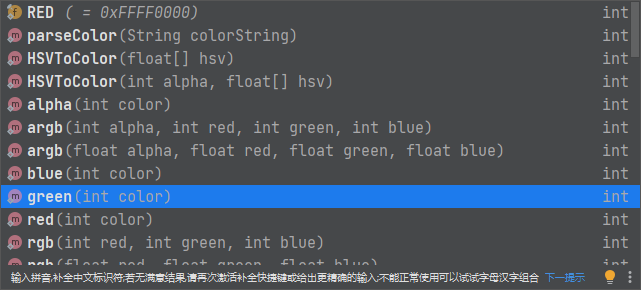 RED ( = 0xFFFF0000) int
parseColor(String colorString) int
HSVToColor(float[] hsv) int
HSVToColor(int alpha, float[] hsv) int
alpha(int color) int
argb(int alpha, int red, int green, int blue) int
argb(float alpha, float red, float green, float blue) int
blue(int color) int
green(int color) int
red(int color) int
rgb(int red, int green, int blue) int
rgb(float red, float green, float blue) int
输入拼音,补全中文标识符;若无满意结果,请再次激活补全快捷键或给出更精确的输入;不能正常使用可以试试字母汉字组合 下一提示